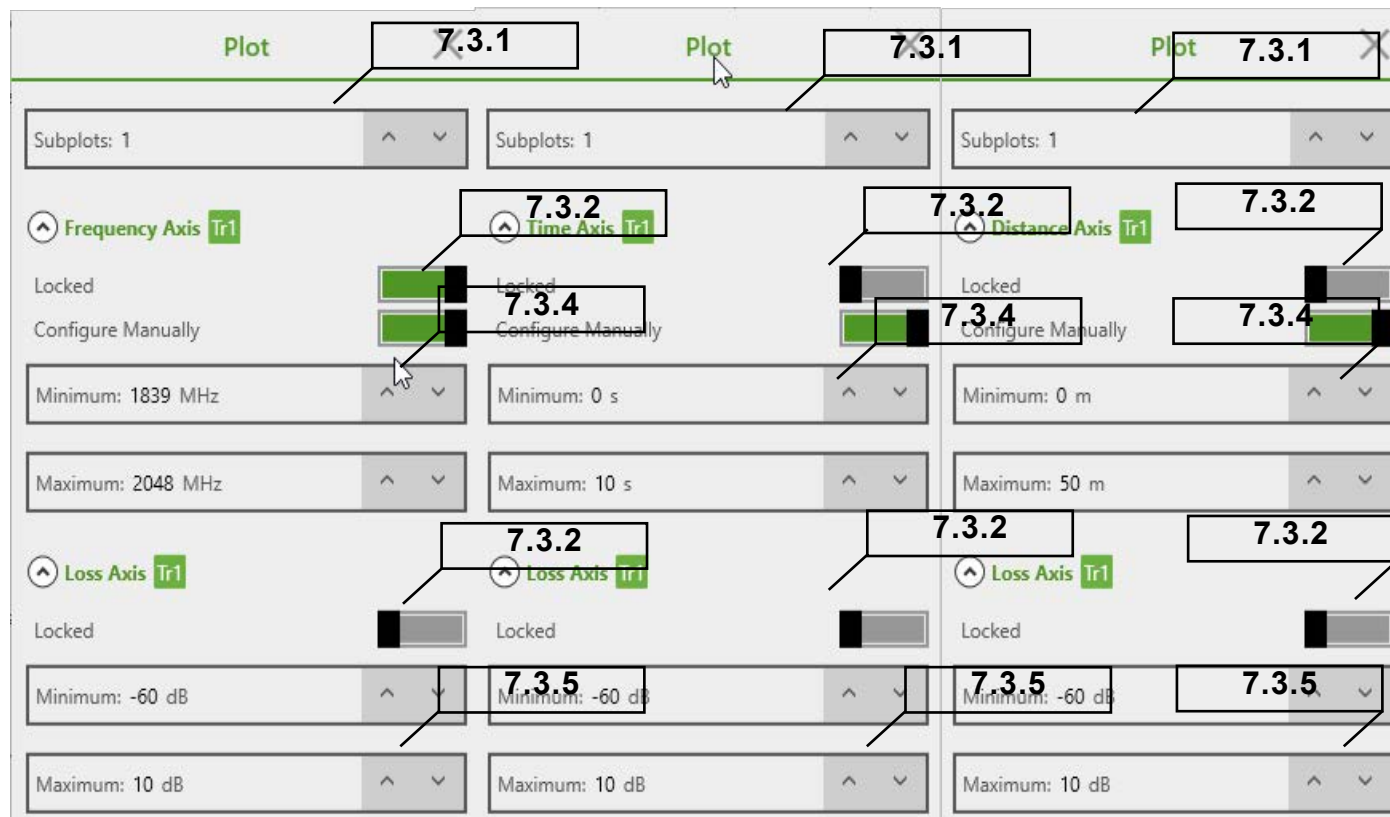 Plot 7.3.1 Plot 7.3.1 Plot 7.3.1
Subplots: 1 Subplots: 1 Subplots: 1
7.3.2 7.3.2 7.3.2
Frequency Axis Tr1 Time Axis Tr1 Distance Axis Tr1
Locked Locked Locked
7.3.4 7.3.4 7.3.4
Configure Manually Configure Manually Configure Manually
Minimum: 1839 MHz Minimum: 0 s Minimum: 0 m
Maximum: 2048 MHz Maximum: 10 s Maximum: 50 m
7.3.2 7.3.2 7.3.2
Loss Axis Tr1 Loss Axis Tr1 Loss Axis Tr1
Locked Locked Locked
7.3.5 7.3.5 7.3.5
Minimum: -60 dB Minimum: -60 dB Minimum: -60 dB
Maximum: 10 dB Maximum: 10 dB Maximum: 10 dB